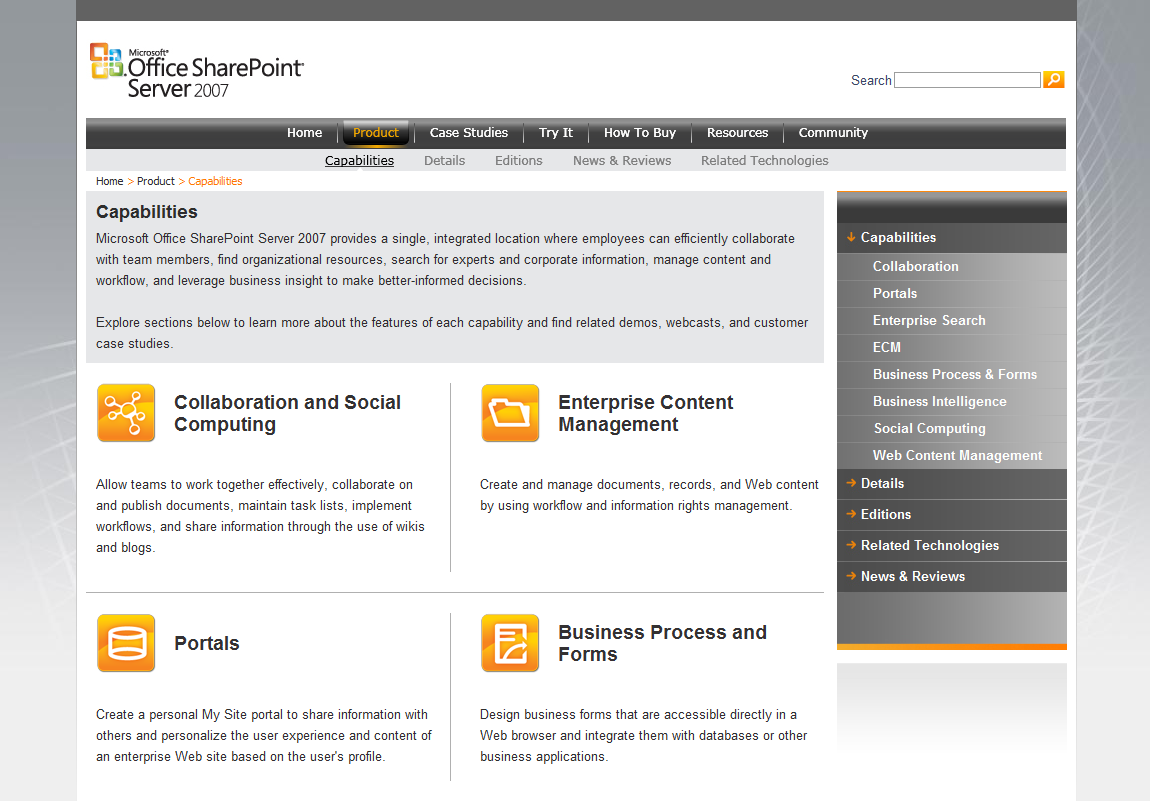 Microsoft®
Office SharePoint®
Server 2007
Search
Home Product Case Studies Try It How To Buy Resources Community
Capabilities Details Editions News & Reviews Related Technologies
Home > Product > Capabilities
Capabilities
Microsoft Office SharePoint Server 2007 provides a single, integrated location where employees can efficiently collaborate
with team members, find organizational resources, search for experts and corporate information, manage content and
workflow, and leverage business insight to make better-informed decisions.
Explore sections below to learn more about the features of each capability and find related demos, webcasts, and customer
case studies.
Collaboration and Social
Computing
Allow teams to work together effectively, collaborate on
and publish documents, maintain task lists, implement
workflows, and share information through the use of wikis
and blogs.
Enterprise Content
Management
Create and manage documents, records, and Web content
by using workflow and information rights management.
Portals
Create a personal My Site portal to share information with
others and personalize the user experience and content of
an enterprise Web site based on the user's profile.
Business Process and
Forms
Design business forms that are accessible directly in a
Web browser and integrate them with databases or other
business applications.
Capabilities
Collaboration
Portals
Enterprise Search
ECM
Business Process & Forms
Business Intelligence
Social Computing
Web Content Management
Details
Editions
Related Technologies
News & Reviews